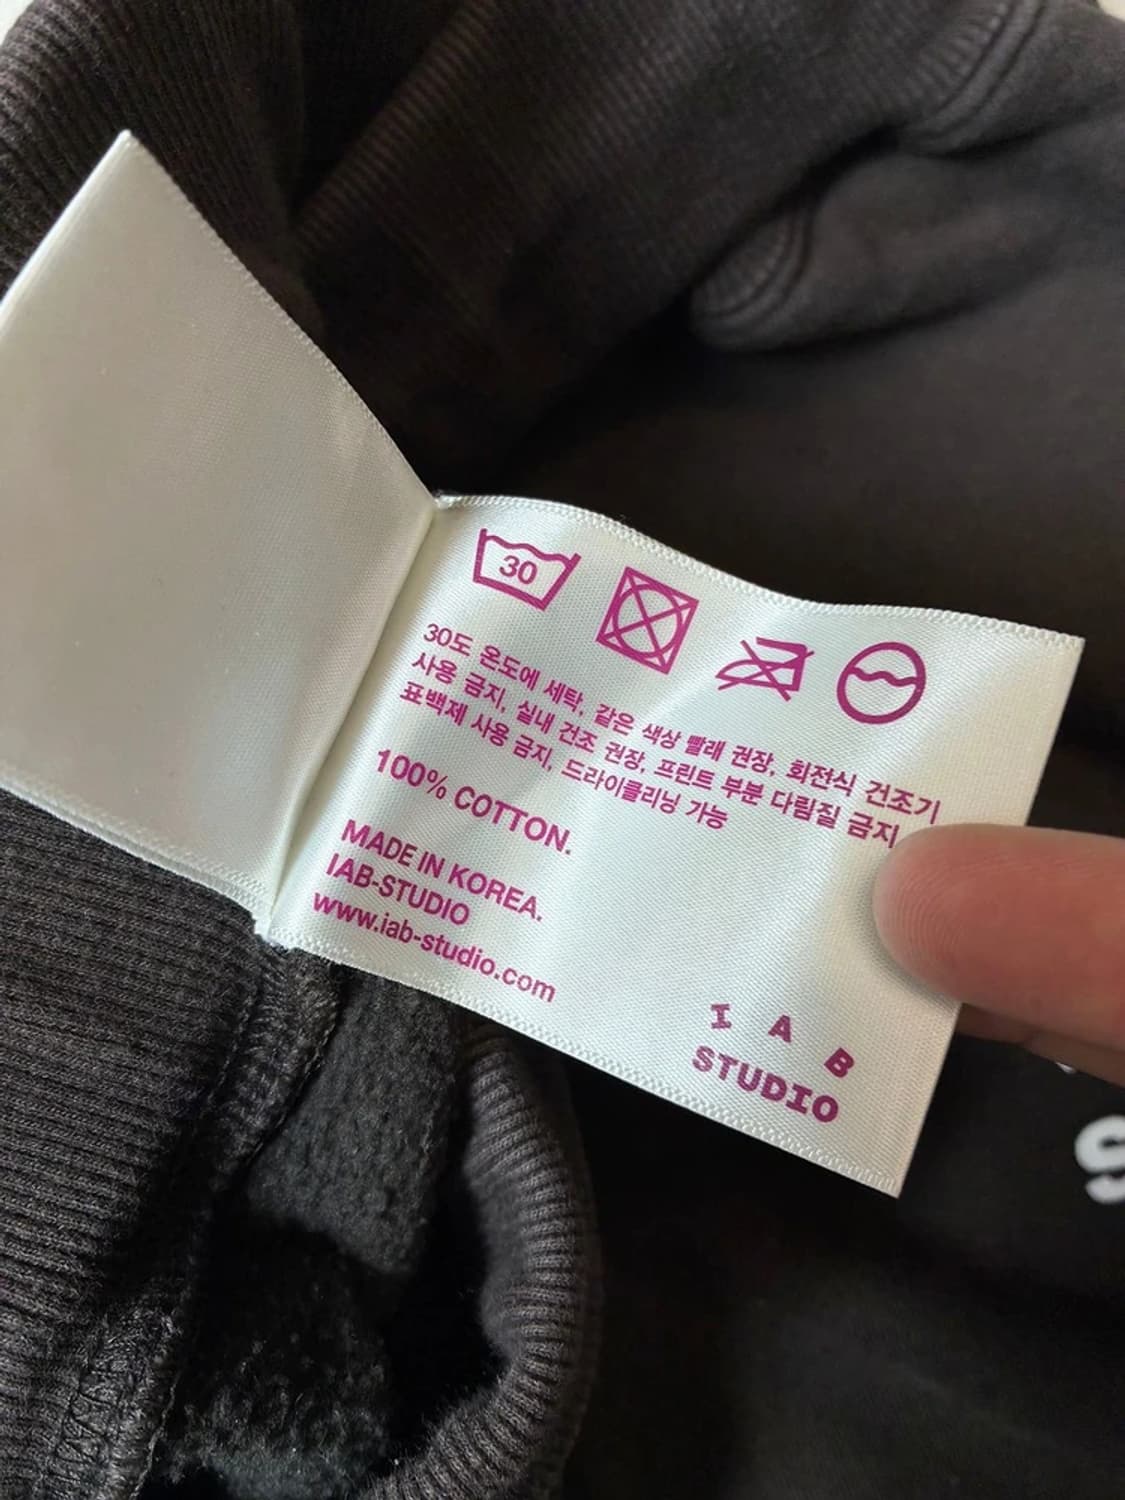 30
30도 온도에 세탁, 같은 색상 빨래 권장, 회전식 건조기
사용 금지, 실내 건조 권장, 프린트 부분 다림질 금지
표백제 사용 금지, 드라이클리닝 가능
100% COTTON.
MADE IN KOREA.
IAB-STUDIO
www.iab-studio.com
I A B
STUDIO
S